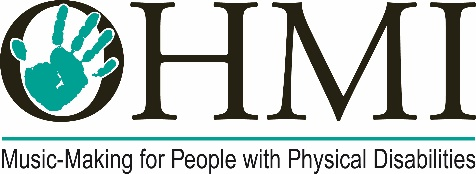 OHMI
Music-Making for People with Physical Disabilities